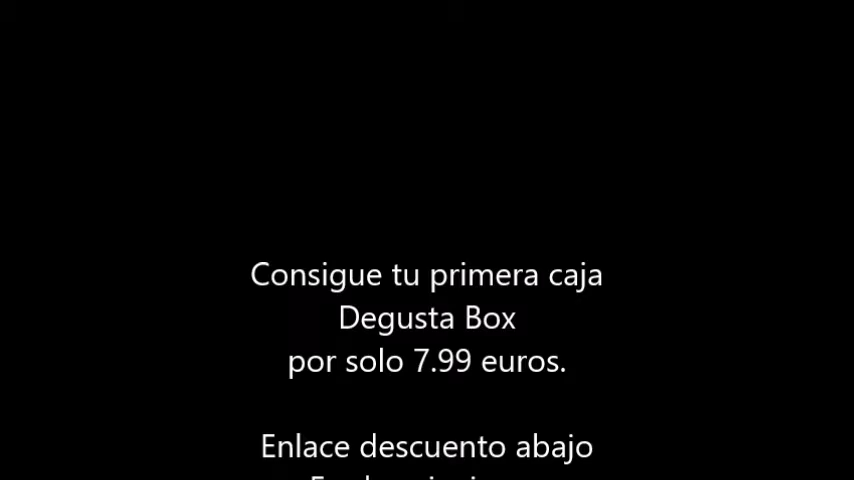 Consigue tu primera caja
Degusta Box
por solo 7.99 euros.
Enlace descuento abajo